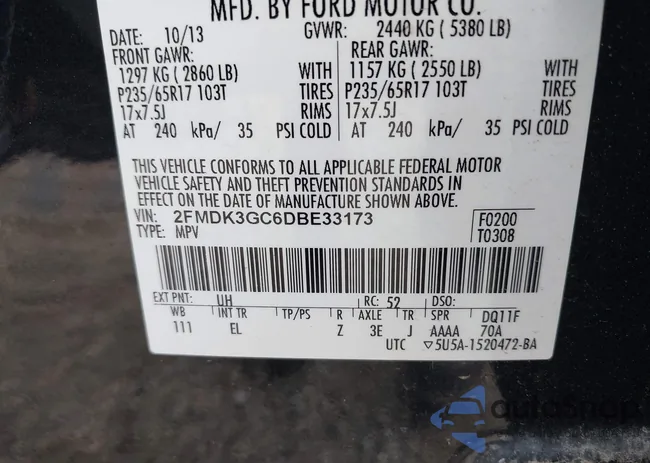 MFD. BY FORD MOTOR CO.
DATE: 10/13 GVWR: 2440 KG ( 5380 LB)
FRONT GAWR: REAR GAWR:
1297 KG ( 2860 LB) WITH 1157 KG ( 2550 LB) WITH
P235/65R17 103T TIRES P235/65R17 103T TIRES
17x7.5J RIMS 17x7.5J RIMS
AT 240 kPa/ 35 PSI COLD AT 240 kPa/ 35 PSI COLD
THIS VEHICLE CONFORMS TO ALL APPLICABLE FEDERAL MOTOR
VEHICLE SAFETY AND THEFT PREVENTION STANDARDS IN
EFFECT ON THE DATE OF MANUFACTURE SHOWN ABOVE.
VIN: 2FMDK3GC6DBE33173 F0200
TYPE: MPV T0308
EXT PNT: UH RC: 52 DSO:
WB INT TR TP/PS R AXLE TR SPR DQ11F
111 EL Z 3E J AAAA 70A
UTC ▽5U5A-1520472-BA
autoSnap